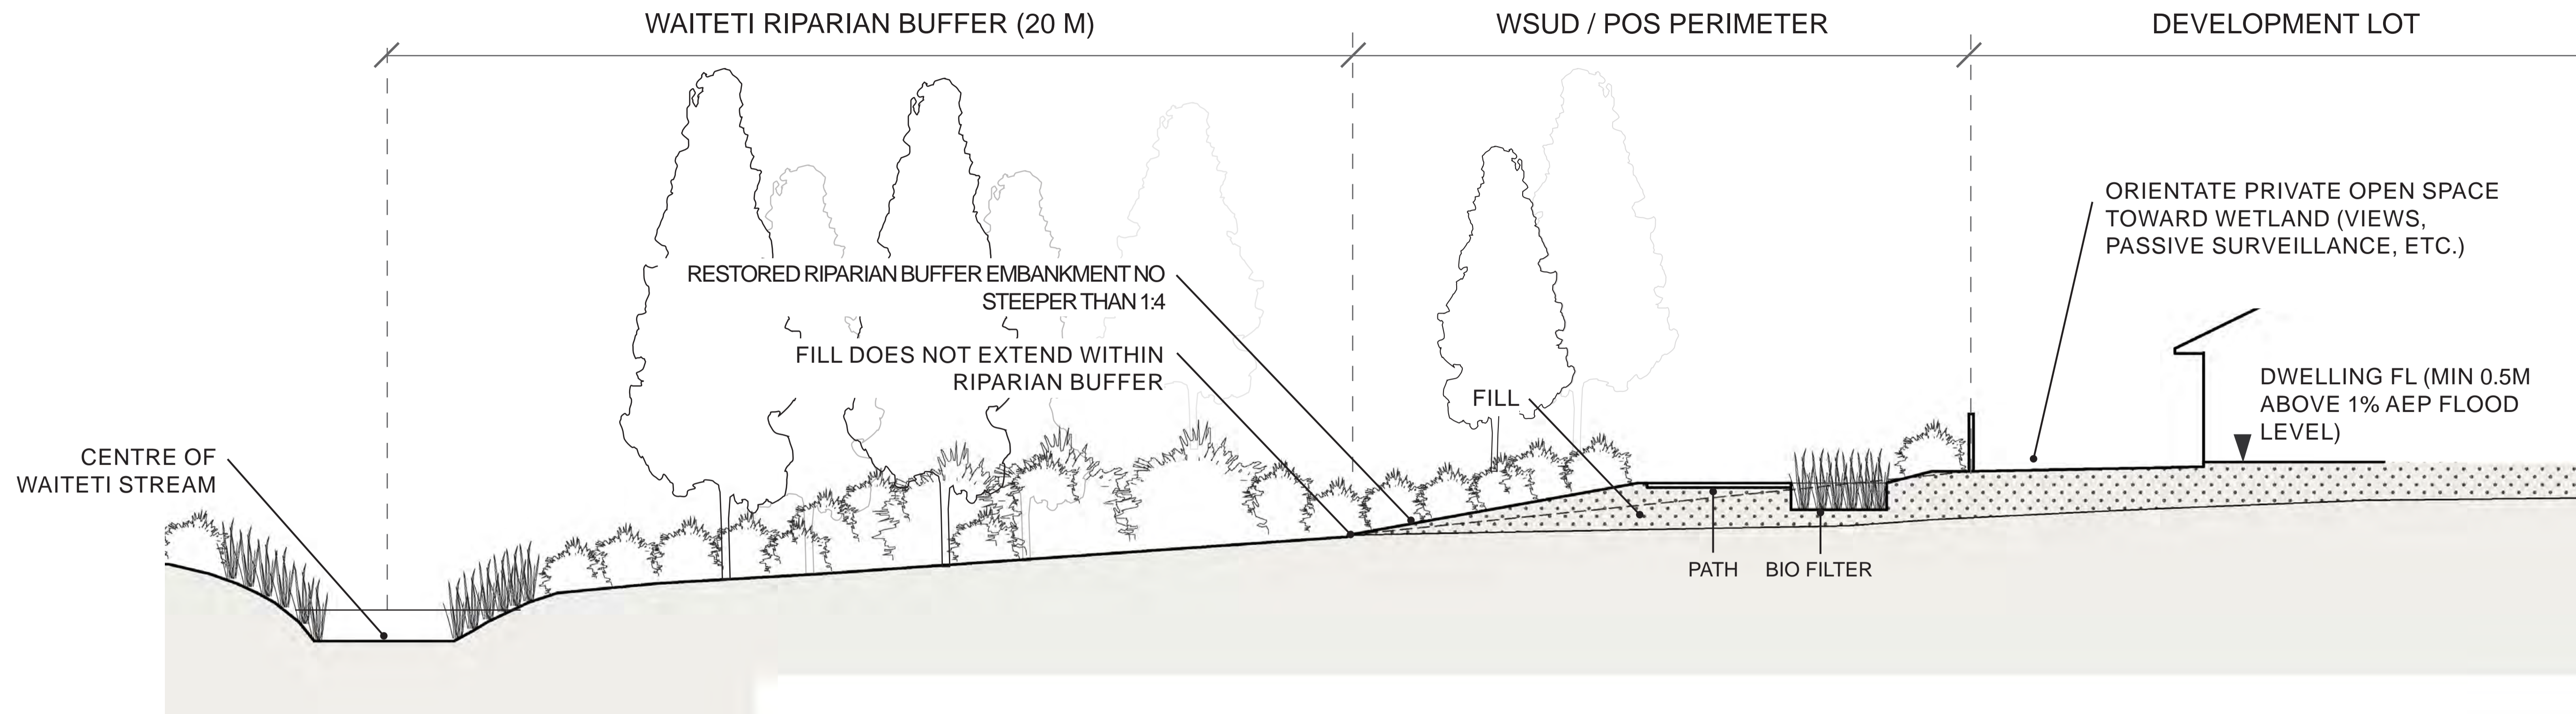 WAITETI RIPARIAN BUFFER (20 M)
WSUD / POS PERIMETER
DEVELOPMENT LOT
ORIENTATE PRIVATE OPEN SPACE
TOWARD WETLAND (VIEWS,
PASSIVE SURVEILLANCE, ETC.)
RESTORED RIPARIAN BUFFER EMBANKMENT NO
STEEPER THAN 1:4
FILL DOES NOT EXTEND WITHIN
RIPARIAN BUFFER
FILL
DWELLING FL (MIN 0.5M
ABOVE 1% AEP FLOOD
LEVEL)
CENTRE OF
WAITETI STREAM
PATH
BIO FILTER